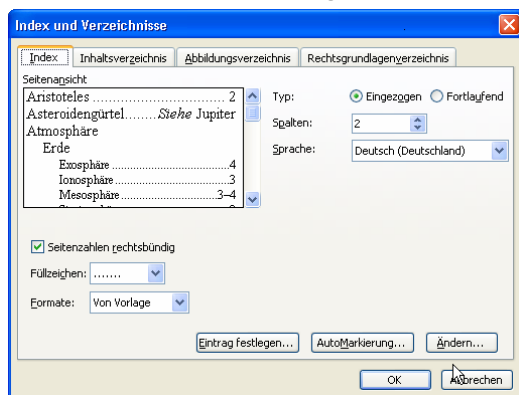 Index und Verzeichnisse
Index Inhaltsverzeichnis Abbildungsverzeichnis Rechtsgrundlagenverzeichnis
Seitenansicht
Aristoteles ........................ 2
Asteroidengürtel....... Siehe Jupiter
Atmosphäre
Erde
Exosphäre ........................ 4
Ionosphäre ........................ 3
Mesosphäre ........................ 3–4
Typ: Eingezogen Fortlaufend
Spalten: 2
Sprache: Deutsch (Deutschland)
Seitenzahlen rechtsbündig
Füllzeichen: .......
Formate: Von Vorlage
Eintrag festlegen... AutoMarkierung... Ändern...
OK Abbrechen